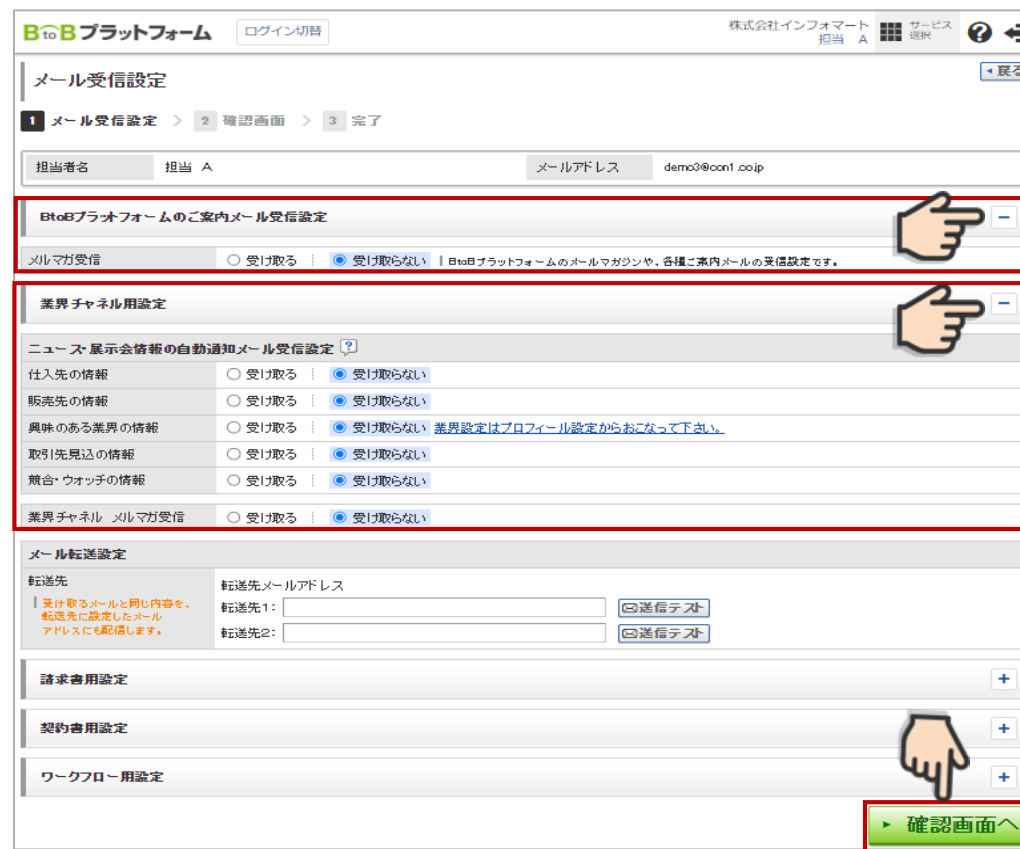 BtoBプラットフォーム ログイン切替 株式会社インフォマート 担当 A サービス選択
メール受信設定 戻る
1 メール受信設定 > 2 確認画面 > 3 完了
担当者名 担当 A メールアドレス demo3@con1.co.jp
BtoBプラットフォームのご案内メール受信設定
メルマガ受信 受け取る 受け取らない BtoBプラットフォームのメールマガジンや、各種ご案内メールの受信設定です。
業界チャネル用設定
ニュース・展示会情報の自動通知メール受信設定 ?
仕入先の情報 受け取る 受け取らない
販売先の情報 受け取る 受け取らない
興味のある業界の情報 受け取る 受け取らない 業界設定はプロフィール設定からおこなって下さい。
取引先見込の情報 受け取る 受け取らない
競合・ウォッチの情報 受け取る 受け取らない
業界チャネル メルマガ受信 受け取る 受け取らない
メール転送設定
転送先
受け取るメールと同じ内容を、
転送先に設定したメール
アドレスにも配信します。
転送先メールアドレス
転送先1: 送信テスト
転送先2: 送信テスト
請求書用設定
契約書用設定
ワークフロー用設定
確認画面へ